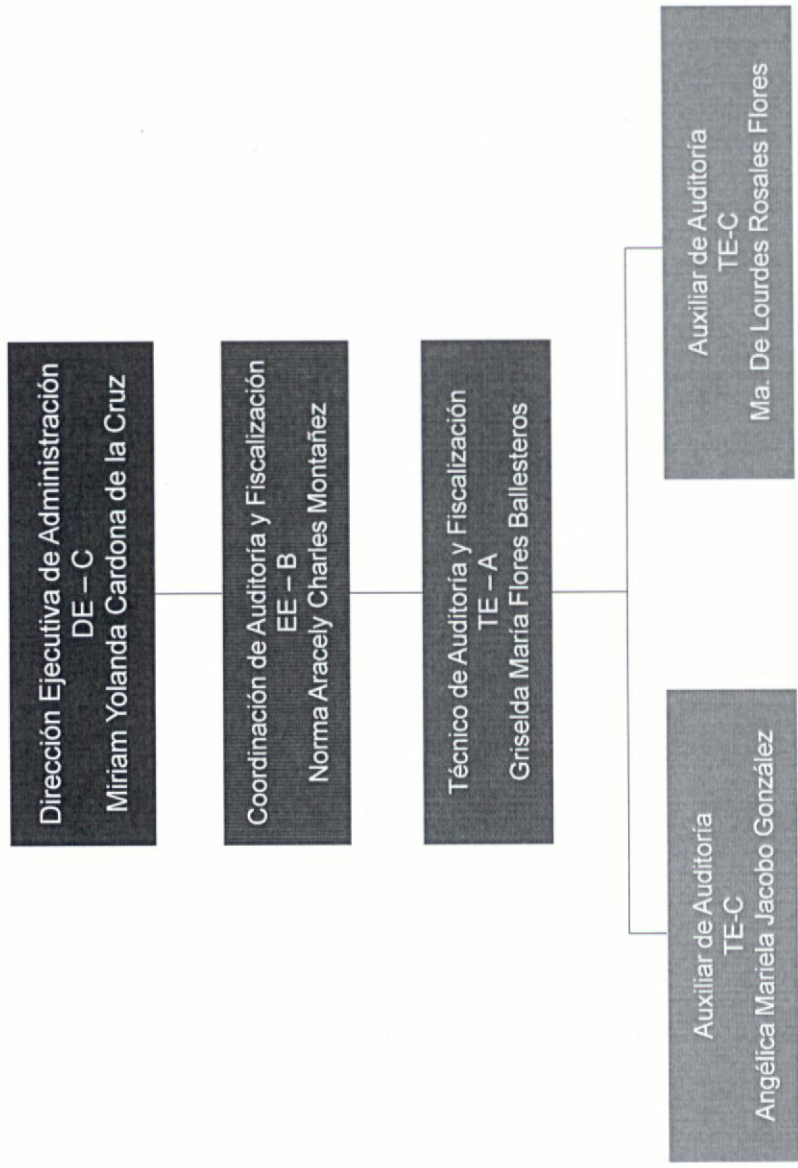 Dirección Ejecutiva de Administración
DE – C
Miriam Yolanda Cardona de la Cruz
Coordinación de Auditoría y Fiscalización
EE – B
Norma Aracely Charles Montañez
Técnico de Auditoría y Fiscalización
TE – A
Griselda María Flores Ballesteros
Auxiliar de Auditoría
TE-C
Angélica Mariela Jacobo González
Auxiliar de Auditoría
TE-C
Ma. De Lourdes Rosales Flores